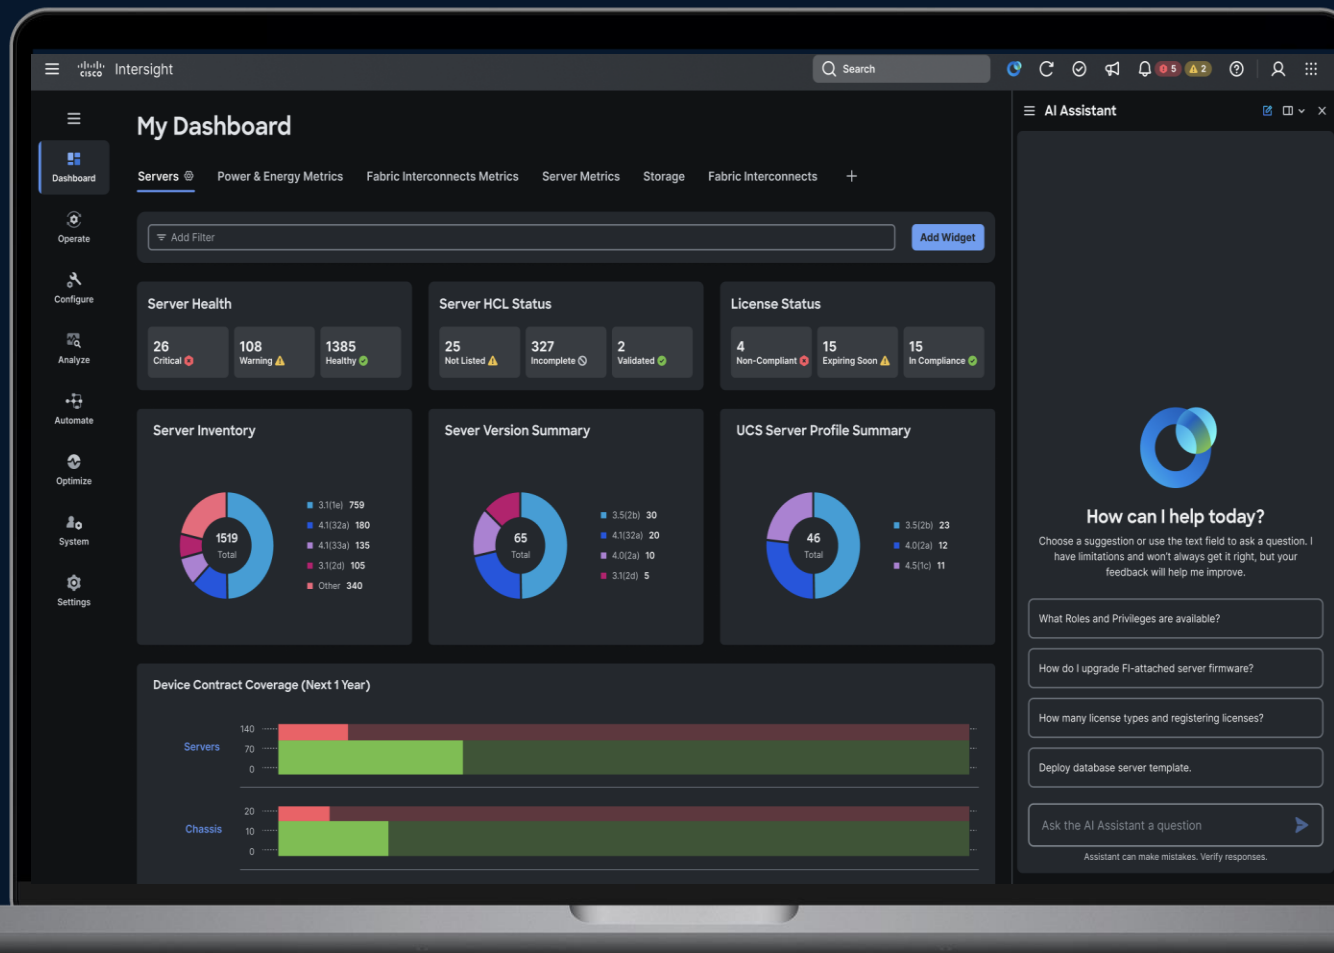 cisco Intersight
Search
5 2
My Dashboard
Dashboard
Operate
Configure
Analyze
Automate
Optimize
System
Settings
Servers Power & Energy Metrics Fabric Interconnects Metrics Server Metrics Storage Fabric Interconnects
Add Filter
Add Widget
Server Health
26 108 1385
Critical Warning Healthy
Server HCL Status
25 327 2
Not Listed Incomplete Validated
License Status
4 15 15
Non-Compliant Expiring Soon In Compliance
Server Inventory
1519
Total
3.1(1e) 759
4.1(32a) 180
4.1(33a) 135
3.1(2d) 105
Other 340
Sever Version Summary
65
Total
3.5(2b) 30
4.1(32a) 20
4.0(2a) 10
3.1(2d) 5
UCS Server Profile Summary
46
Total
3.5(2b) 23
4.0(2a) 12
4.5(1c) 11
Device Contract Coverage (Next 1 Year)
Servers
140
70
0
Chassis
20
10
0
AI Assistant
How can I help today?
Choose a suggestion or use the text field to ask a question. I
have limitations and won't always get it right, but your
feedback will help me improve.
What Roles and Privileges are available?
How do I upgrade FI-attached server firmware?
How many license types and registering licenses?
Deploy database server template.
Ask the AI Assistant a question
Assistant can make mistakes. Verify responses.